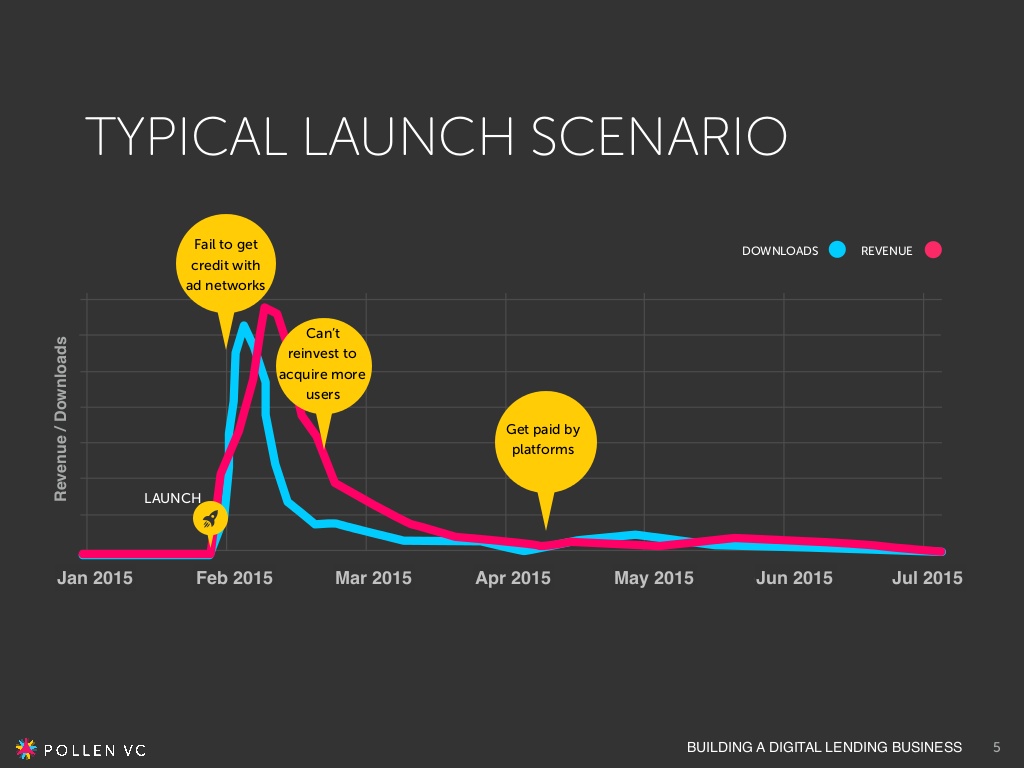 TYPICAL LAUNCH SCENARIO
Fail to get
credit with
ad networks
DOWNLOADS
REVENUE
Can't
reinvest to
acquire more
users
Get paid by
platforms
LAUNCH
Revenue / Downloads
Jan 2015
Feb 2015
Mar 2015
Apr 2015
May 2015
Jun 2015
Jul 2015
POLLEN VC
BUILDING A DIGITAL LENDING BUSINESS
5